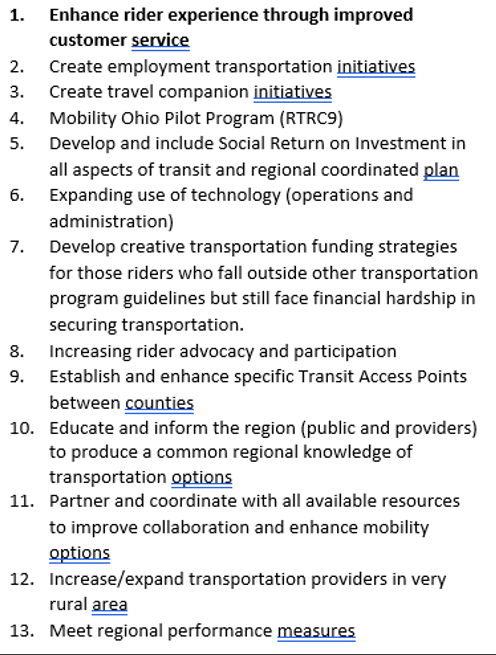 1. Enhance rider experience through improved
customer service
2. Create employment transportation initiatives
3. Create travel companion initiatives
4. Mobility Ohio Pilot Program (RTRC9)
5. Develop and include Social Return on Investment in
all aspects of transit and regional coordinated plan
6. Expanding use of technology (operations and
administration)
7. Develop creative transportation funding strategies
for those riders who fall outside other transportation
program guidelines but still face financial hardship in
securing transportation.
8. Increasing rider advocacy and participation
9. Establish and enhance specific Transit Access Points
between counties
10. Educate and inform the region (public and providers)
to produce a common regional knowledge of
transportation options
11. Partner and coordinate with all available resources
to improve collaboration and enhance mobility
options
12. Increase/expand transportation providers in very
rural area
13. Meet regional performance measures